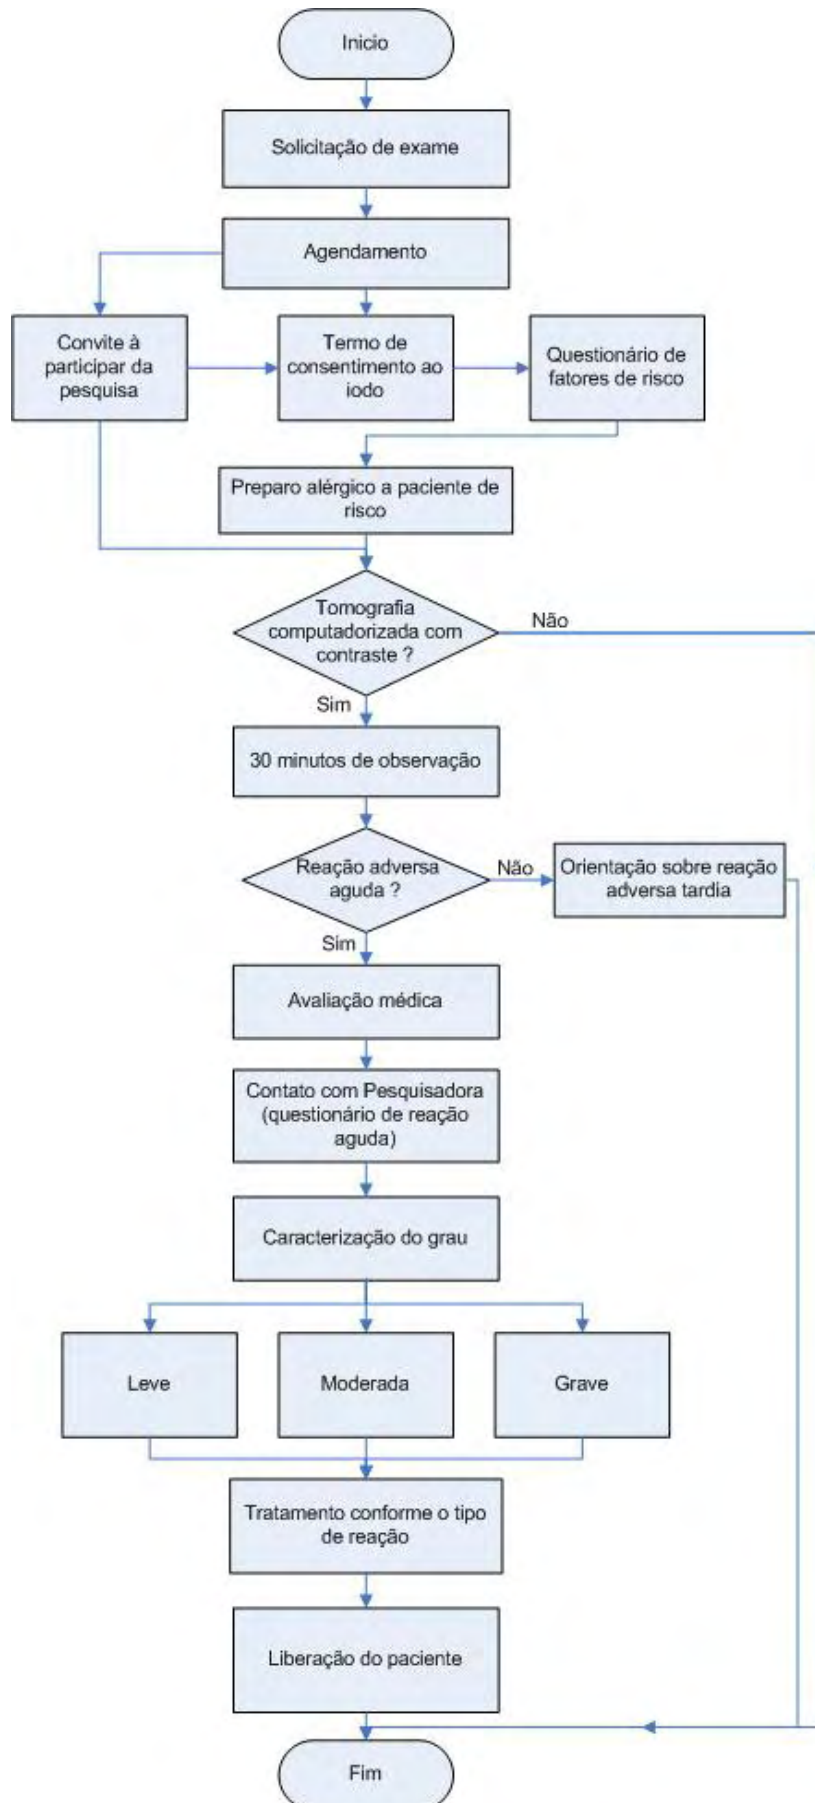 Inicio
Solicitação de exame
Agendamento
Convite à
participar da
pesquisa
Termo de
consentimento ao
iodo
Questionário de
fatores de risco
Preparo alérgico a paciente de
risco
Tomografia
computadorizada com
contraste ?
Não
Sim
30 minutos de observação
Reação adversa
aguda ?
Não
Orientação sobre reação
adversa tardia
Sim
Avaliação médica
Contato com Pesquisadora
(questionário de reação
aguda)
Caracterização do grau
Leve
Moderada
Grave
Tratamento conforme o tipo
de reação
Liberação do paciente
Fim